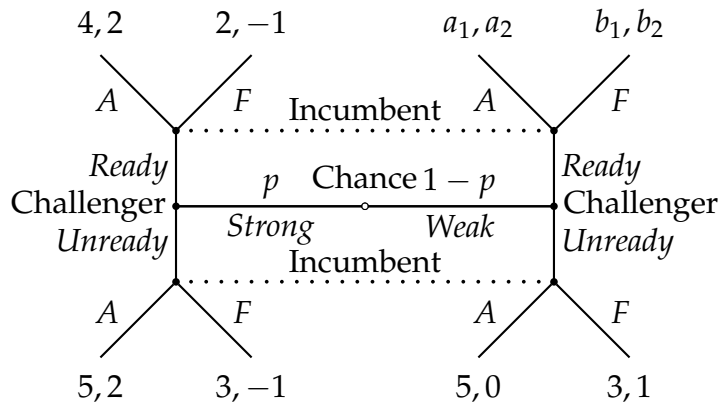 4, 2 2, −1 a₁, a₂ b₁, b₂
A F A F
Incumbent
Ready Ready
p Chance 1 − p
Challenger Challenger
Strong Weak
Unready Unready
Incumbent
A F A F
5, 2 3, −1 5, 0 3, 1